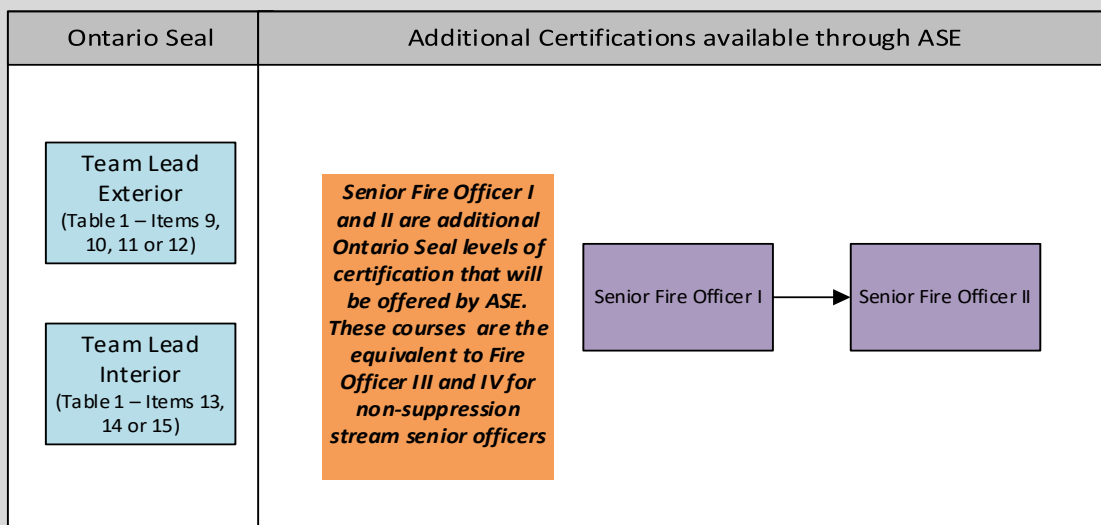 Ontario Seal
Additional Certifications available through ASE
Team Lead
Exterior
(Table 1 – Items 9,
10, 11 or 12)
Team Lead
Interior
(Table 1 – Items 13,
14 or 15)
Senior Fire Officer I
and II are additional
Ontario Seal levels of
certification that will
be offered by ASE.
These courses  are the
equivalent to Fire
Officer III and IV for
non-suppression
stream senior officers
Senior Fire Officer I
Senior Fire Officer II